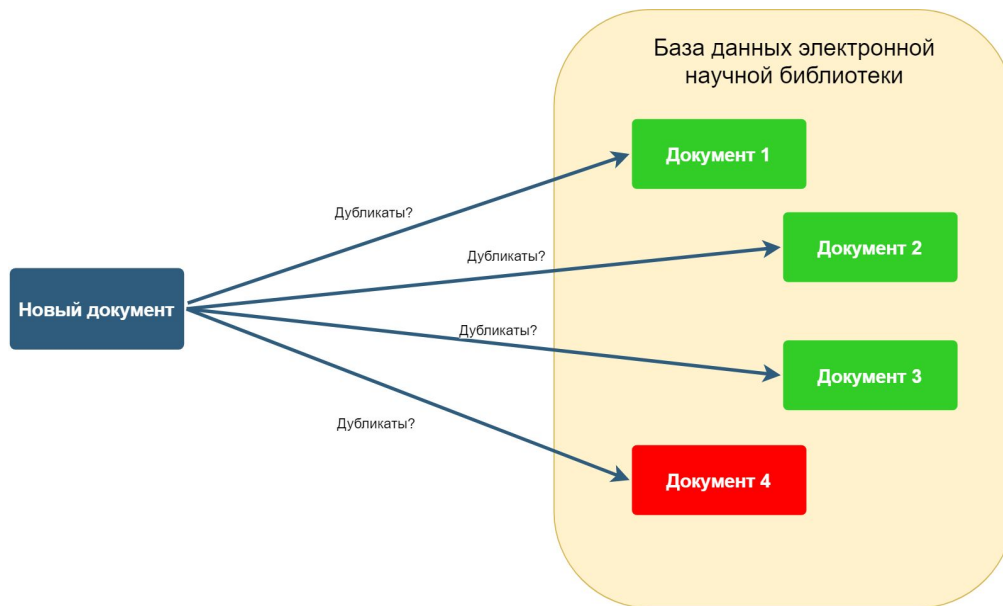 База данных электронной
научной библиотеки
Документ 1
Дубликаты?
Документ 2
Дубликаты?
Новый документ
Дубликаты?
Документ 3
Дубликаты?
Документ 4